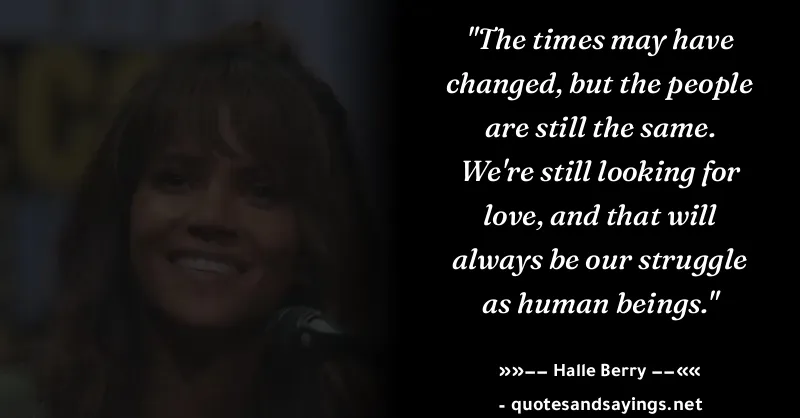 "The times may have
changed, but the people
are still the same.
We're still looking for
love, and that will
always be our struggle
as human beings."
»»–– Halle Berry ––««
- quotesandsayings.net